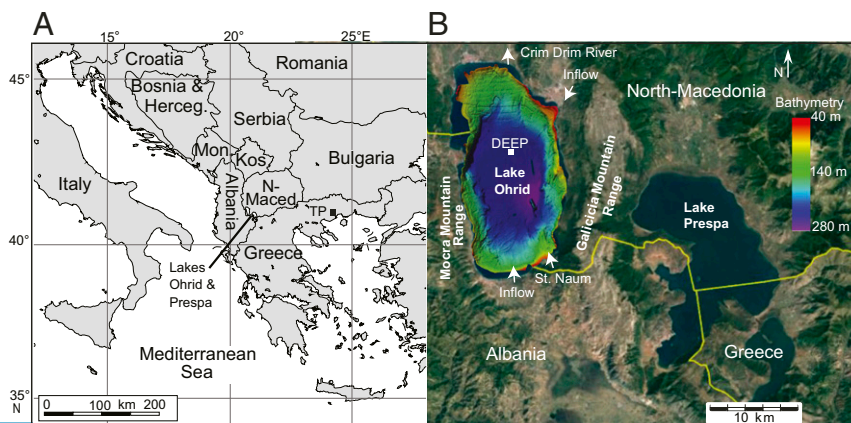 A
15°E
20°E
25°E
Croatia
Romania
45°
Bosnia &
Herceg.
Serbia
Mon.
Kos.
Bulgaria
Italy
Albania
N-
Maced.
TP
40°
Greece
Lakes
Ohrid &
Prespa
Mediterranean
Sea
35°
N
0 100 km 200
B
Crim Drim River
Inflow
N
North-Macedonia
Bathymetry
40 m
140 m
280 m
DEEP
Lake
Ohrid
Mocra Mountain
Range
Galicicia Mountain
Range
Lake
Prespa
St. Naum
Inflow
Albania
Greece
10 km